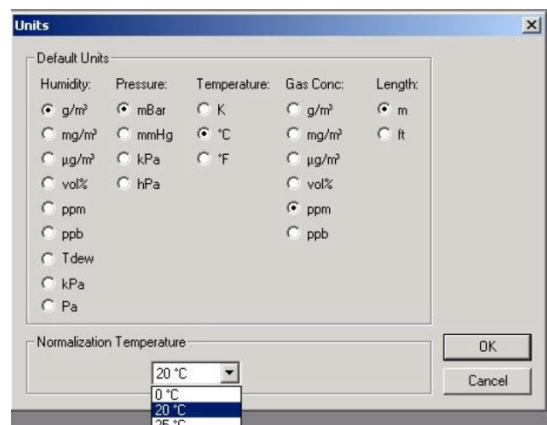 Units
Default Units
Humidity: Pressure: Temperature: Gas Conc: Length:
g/m³ mBar K g/m³ m
mg/m³ mmHg °C mg/m³ ft
µg/m³ kPa °F µg/m³
vol% hPa vol%
ppm ppm
ppb ppb
Tdew
kPa
Pa
Normalization Temperature
OK
20 °C
Cancel
0 °C
20 °C
25 °C